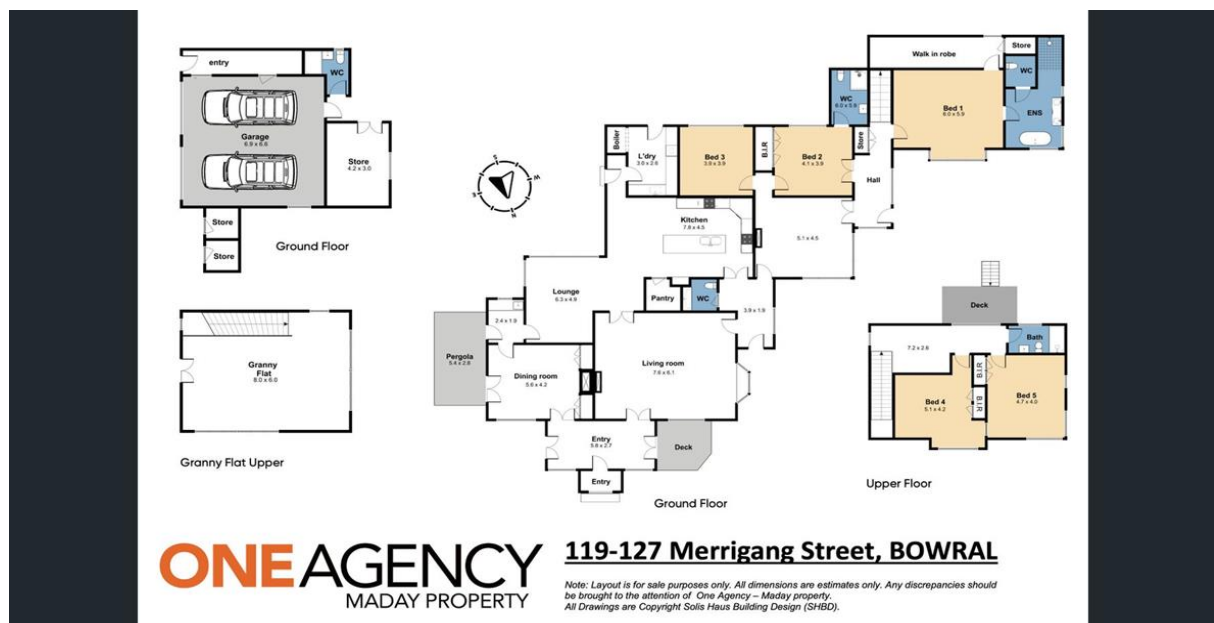 entry
WC
Garage
6.9 x 6.6
Store
4.2 x 3.0
Store
Store
Ground Floor
Granny
Flat
8.0 x 6.0
Granny Flat Upper
S
W
E
N
Walk in robe
Store
WC
ENS
Bed 1
6.0 x 5.9
WC
6.0 x 5.9
Store
Hall
Boiler
L'dry
3.9 x 2.6
Bed 3
3.8 x 3.9
B.I.R
Bed 2
4.1 x 3.9
Kitchen
7.8 x 4.5
5.1 x 4.5
Lounge
6.3 x 4.9
Pantry
WC
3.9 x 1.9
2.4 x 1.9
Pergola
5.4 x 2.8
Dining room
5.6 x 4.2
Living room
7.6 x 6.1
Entry
5.8 x 2.7
Deck
Entry
Ground Floor
Deck
7.2 x 2.6
Bath
B.I.R
B.I.R
Bed 4
5.1 x 4.2
Bed 5
4.7 x 4.0
Upper Floor
ONE AGENCY
MADAY PROPERTY
119-127 Merrigang Street, BOWRAL
Note: Layout is for sale purposes only. All dimensions are estimates only. Any discrepancies should
be brought to the attention of One Agency – Maday property.
All Drawings are Copyright Solis Haus Building Design (SHBD).